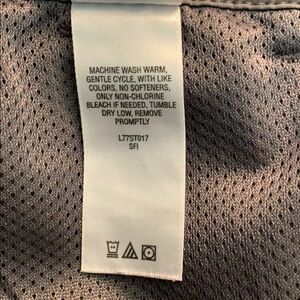 MACHINE WASH WARM,
GENTLE CYCLE, WITH LIKE
COLORS, NO SOFTENERS,
ONLY NON-CHLORINE
BLEACH IF NEEDED, TUMBLE
DRY LOW, REMOVE
PROMPTLY
L77ST017
SFI